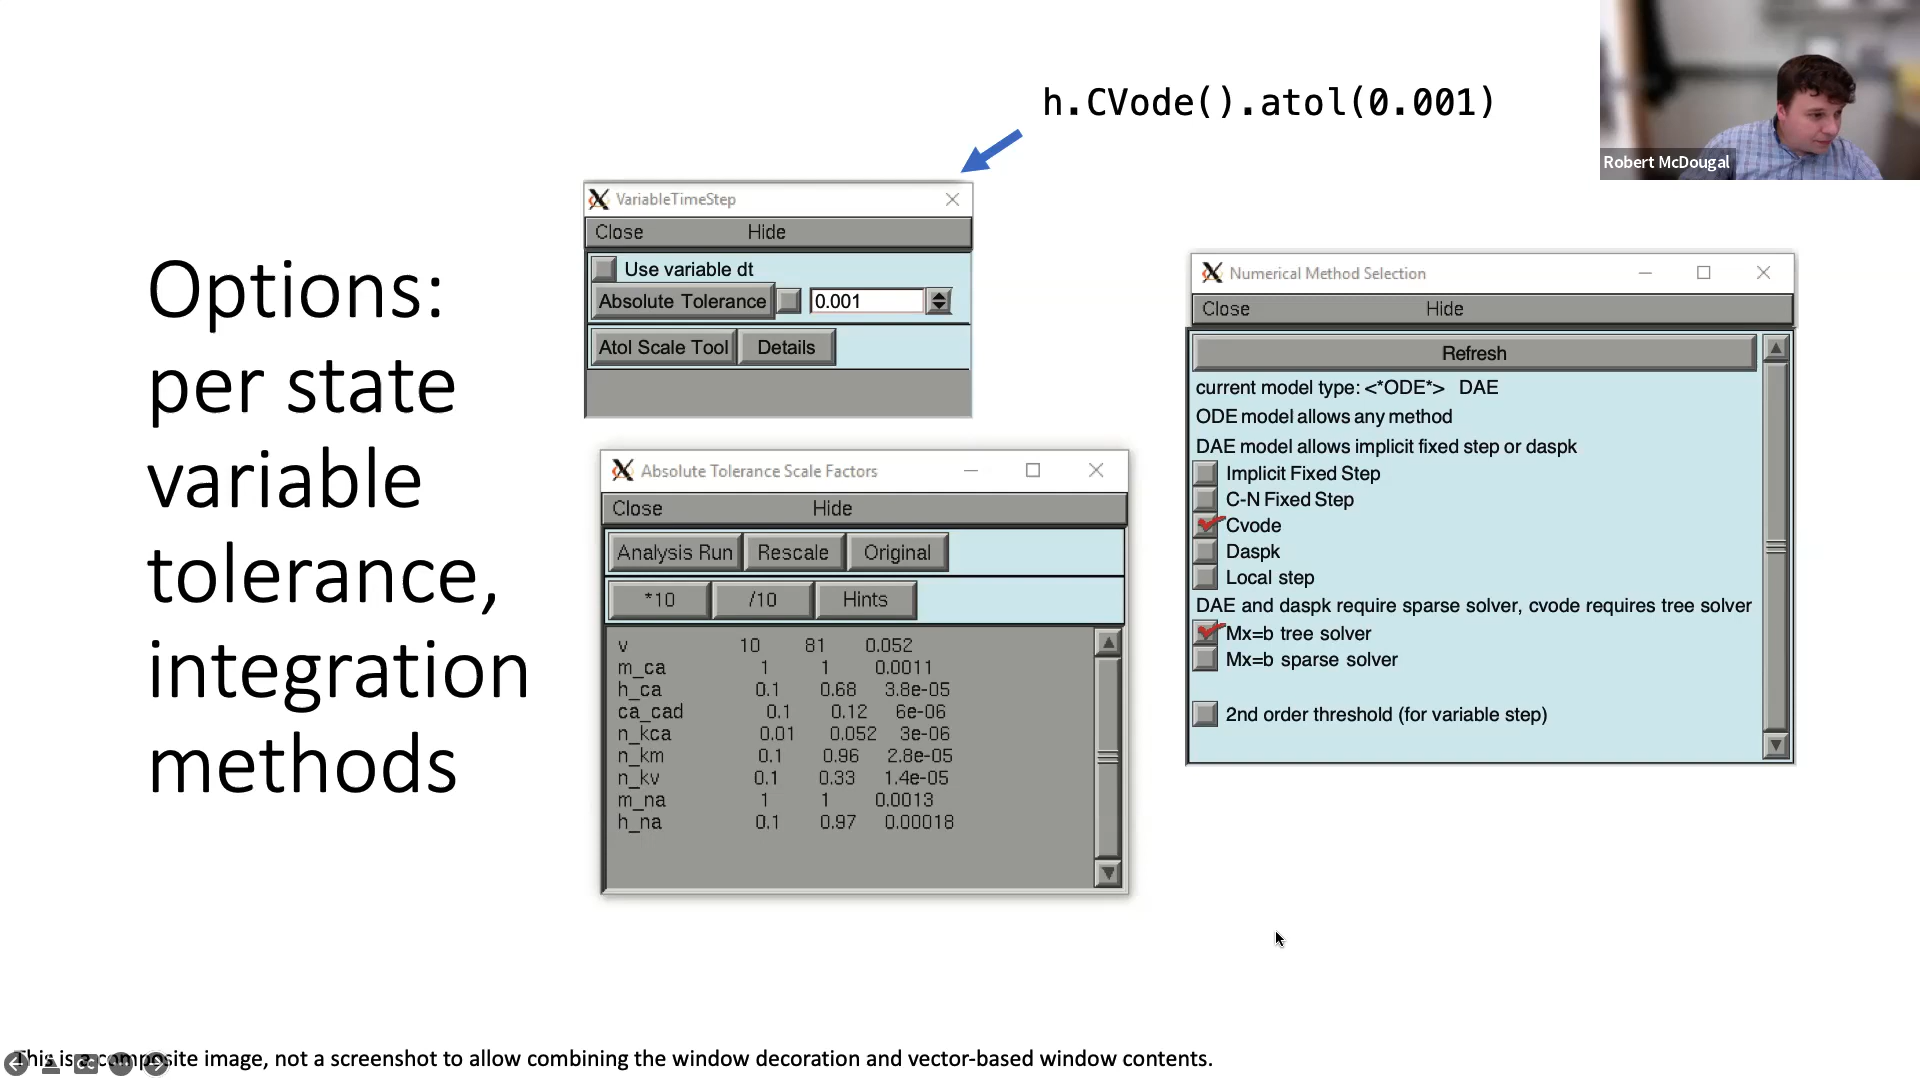 h.CVode().atol(0.001)
Robert McDougal
Options:
per state
variable
tolerance,
integration
methods
VariableTimeStep
Close Hide
Use variable dt
Absolute Tolerance 0.001
Atol Scale Tool Details
Absolute Tolerance Scale Factors
Close Hide
Analysis Run Rescale Original
*10 /10 Hints
v 10 81 0.052
m_ca 1 1 0.0011
h_ca 0.1 0.68 3.8e-05
ca_cad 0.1 0.12 6e-06
n_kca 0.01 0.052 3e-06
n_km 0.1 0.96 2.8e-05
n_kv 0.1 0.33 1.4e-05
m_na 1 1 0.0013
h_na 0.1 0.97 0.00018
Numerical Method Selection
Close Hide
Refresh
current model type: <*ODE*> DAE
ODE model allows any method
DAE model allows implicit fixed step or daspk
Implicit Fixed Step
C-N Fixed Step
Cvode
Daspk
Local step
DAE and daspk require sparse solver, cvode requires tree solver
Mx=b tree solver
Mx=b sparse solver
2nd order threshold (for variable step)
This is a composite image, not a screenshot to allow combining the window decoration and vector-based window contents.
CC